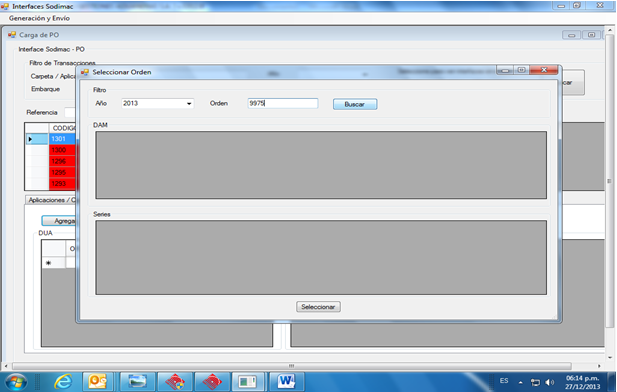 Interfaces Sodimac
Generación y Envío
Carga de PO
Interface Sodimac - PO
Filtro de Transacciones
Carpeta / Aplica
Embarque
car
Referencia
CODIG
1301
1300
1296
1295
1293
Aplicaciones / C
Agrega
DUA
Seleccionar Orden
Filtro
Año 2013 Orden 9975 Buscar
DAM
Series
Seleccionar
ES 06:14 p.m.
27/12/2013